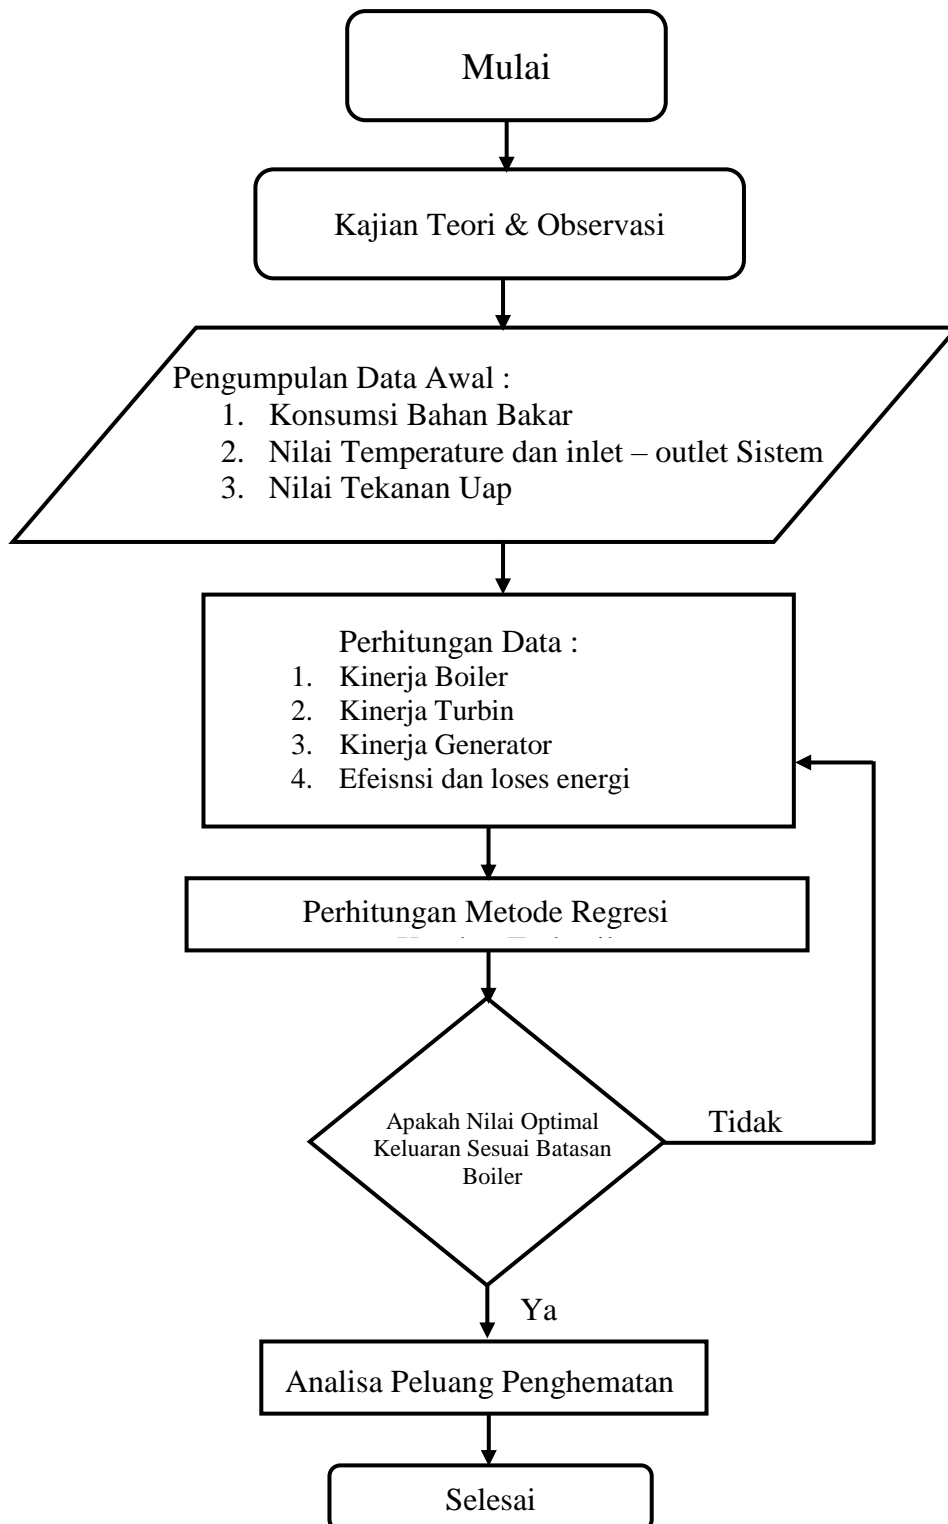 Mulai
Kajian Teori & Observasi
Pengumpulan Data Awal :
1. Konsumsi Bahan Bakar
2. Nilai Temperature dan inlet – outlet Sistem
3. Nilai Tekanan Uap
Perhitungan Data :
1. Kinerja Boiler
2. Kinerja Turbin
3. Kinerja Generator
4. Efeisnsi dan loses energi
Perhitungan Metode Regresi
Apakah Nilai Optimal
Keluaran Sesuai Batasan
Boiler
Tidak
Ya
Analisa Peluang Penghematan
Selesai